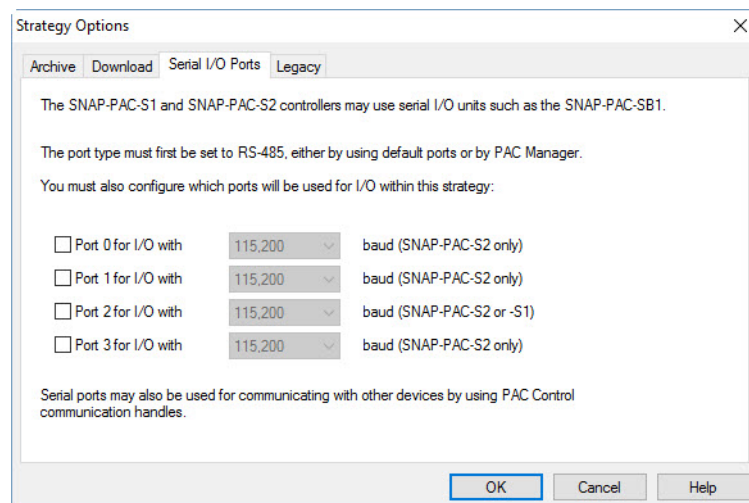 Strategy Options
Archive Download Serial I/O Ports Legacy
The SNAP-PAC-S1 and SNAP-PAC-S2 controllers may use serial I/O units such as the SNAP-PAC-SB1.
The port type must first be set to RS-485, either by using default ports or by PAC Manager.
You must also configure which ports will be used for I/O within this strategy:
Port 0 for I/O with 115,200 baud (SNAP-PAC-S2 only)
Port 1 for I/O with 115,200 baud (SNAP-PAC-S2 only)
Port 2 for I/O with 115,200 baud (SNAP-PAC-S2 or -S1)
Port 3 for I/O with 115,200 baud (SNAP-PAC-S2 only)
Serial ports may also be used for communicating with other devices by using PAC Control
communication handles.
OK Cancel Help